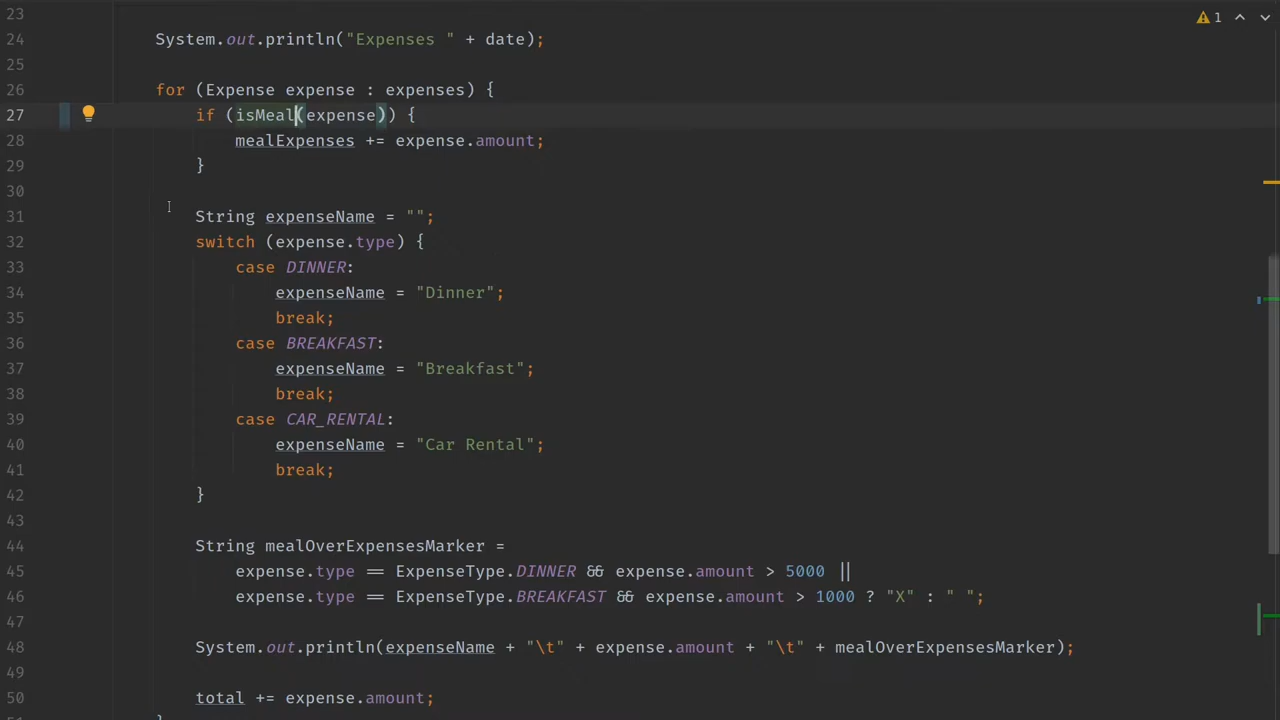 23
1
24 System.out.println("Expenses " + date);
25
26 for (Expense expense : expenses) {
27 if (isMeal(expense)) {
28 mealExpenses += expense.amount;
29 }
30
31 String expenseName = "";
32 switch (expense.type) {
33 case DINNER:
34 expenseName = "Dinner";
35 break;
36 case BREAKFAST:
37 expenseName = "Breakfast";
38 break;
39 case CAR_RENTAL:
40 expenseName = "Car Rental";
41 break;
42 }
43
44 String mealOverExpensesMarker =
45 expense.type == ExpenseType.DINNER && expense.amount > 5000 ||
46 expense.type == ExpenseType.BREAKFAST && expense.amount > 1000 ? "X" : " ";
47
48 System.out.println(expenseName + "\t" + expense.amount + "\t" + mealOverExpensesMarker);
49
50 total += expense.amount;